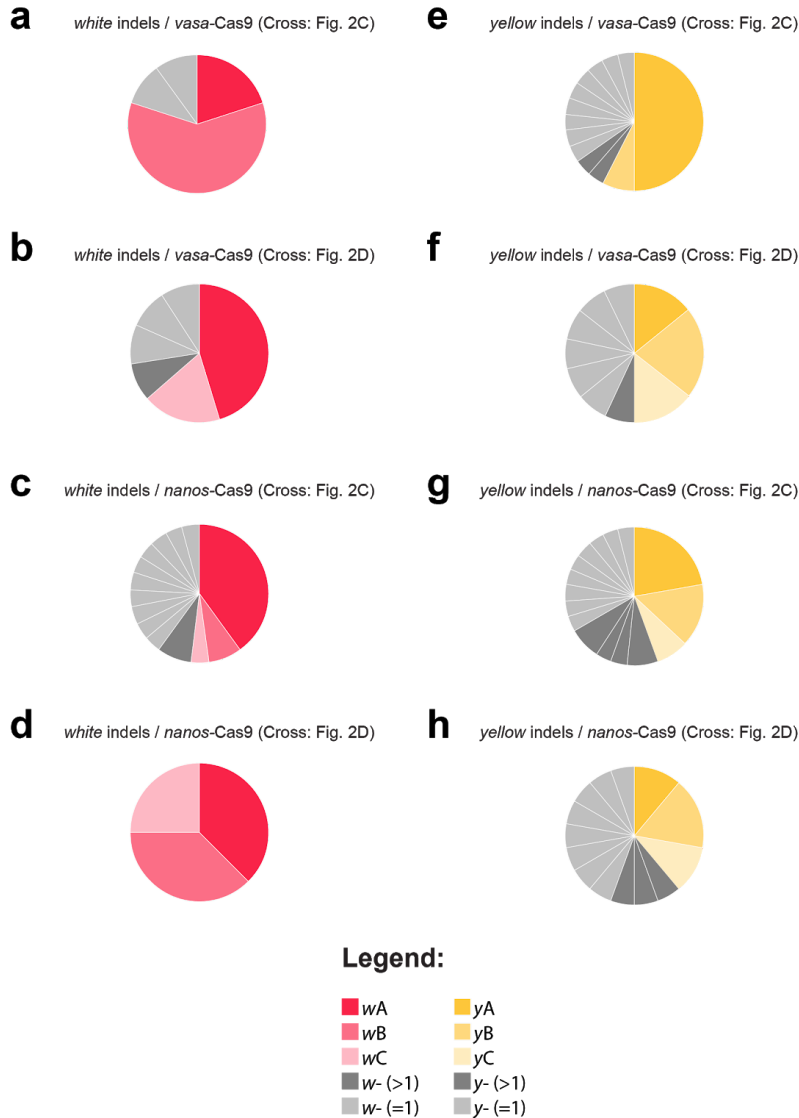 a
white indels / vasa-Cas9 (Cross: Fig. 2C)
e
yellow indels / vasa-Cas9 (Cross: Fig. 2C)
b
white indels / vasa-Cas9 (Cross: Fig. 2D)
f
yellow indels / vasa-Cas9 (Cross: Fig. 2D)
c
white indels / nanos-Cas9 (Cross: Fig. 2C)
g
yellow indels / nanos-Cas9 (Cross: Fig. 2C)
d
white indels / nanos-Cas9 (Cross: Fig. 2D)
h
yellow indels / nanos-Cas9 (Cross: Fig. 2D)
Legend:
wA
yA
wB
yB
wC
yC
w- (>1)
y- (>1)
w- (=1)
y- (=1)